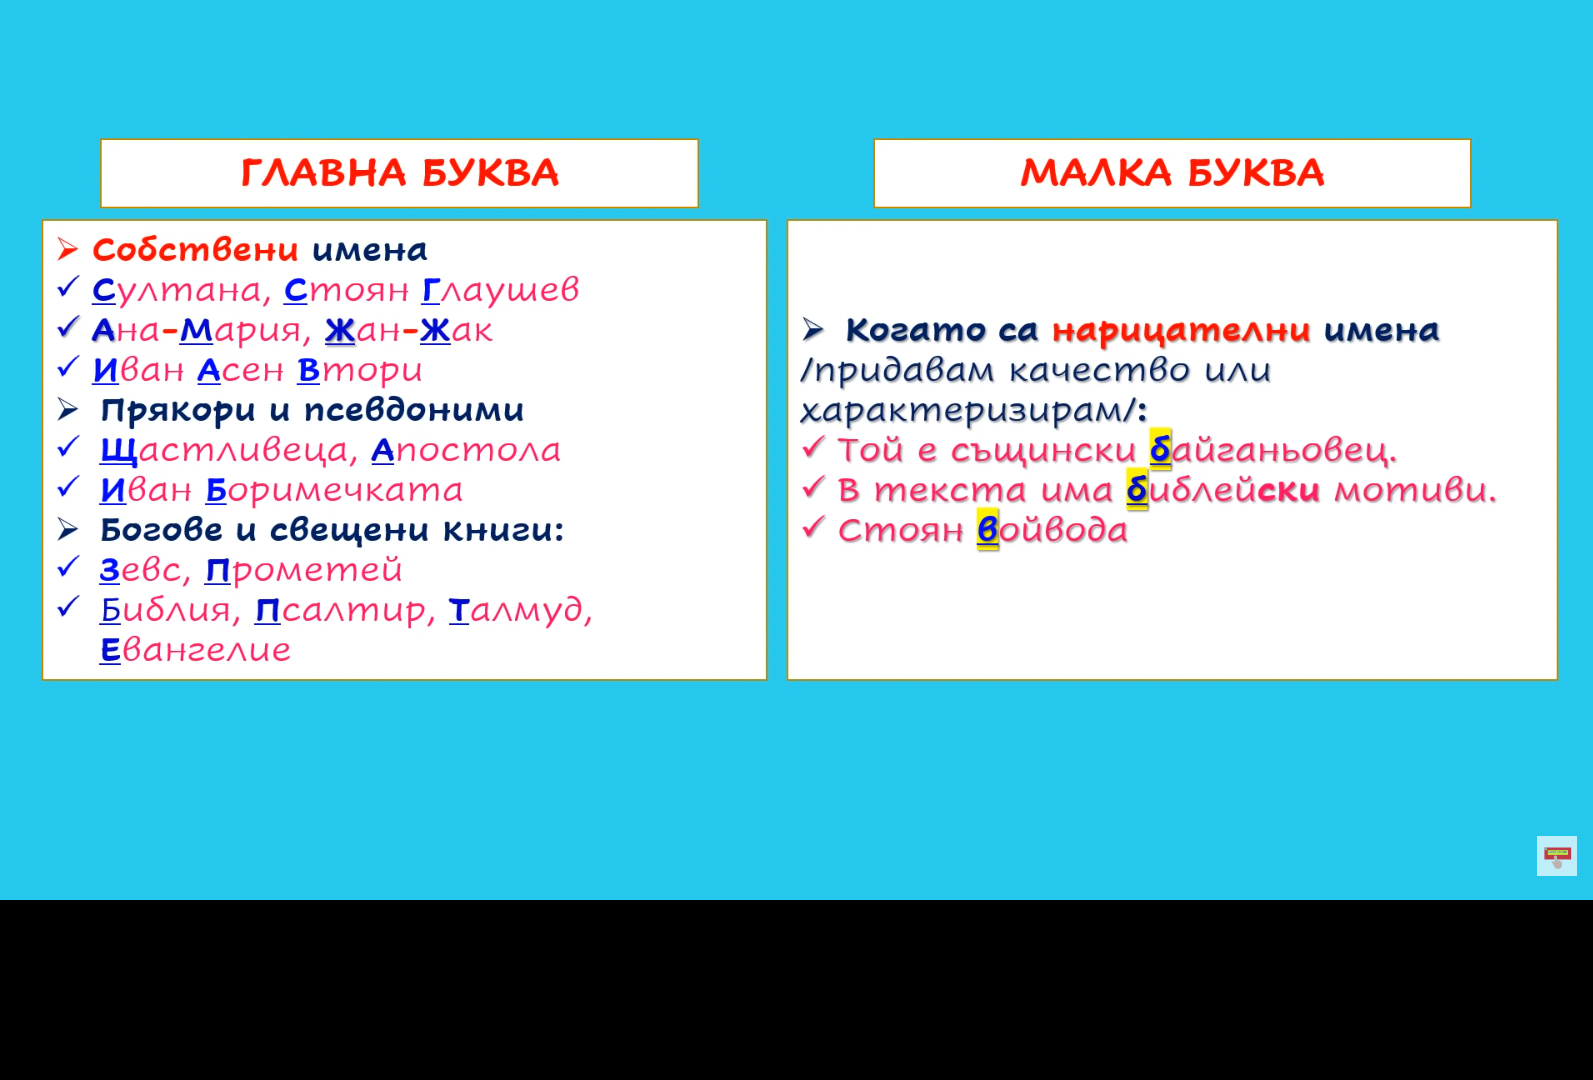 ГЛАВНА БУКВА
Собствени имена
Султана, Стоян Глаушев
Ана-Мария, Жан-Жак
Иван Асен Втори
Прякори и псевдоними
Щастливеца, Апостола
Иван Боримечката
Богове и свещени книги:
Зевс, Прометей
Библия, Псалтир, Талмуд,
Евангелие
МАЛКА БУКВА
Когато са нарицателни имена
/придавам качество или
характеризирам/:
Той е същински байганьовец.
В текста има библейски мотиви.
Стоян войвода